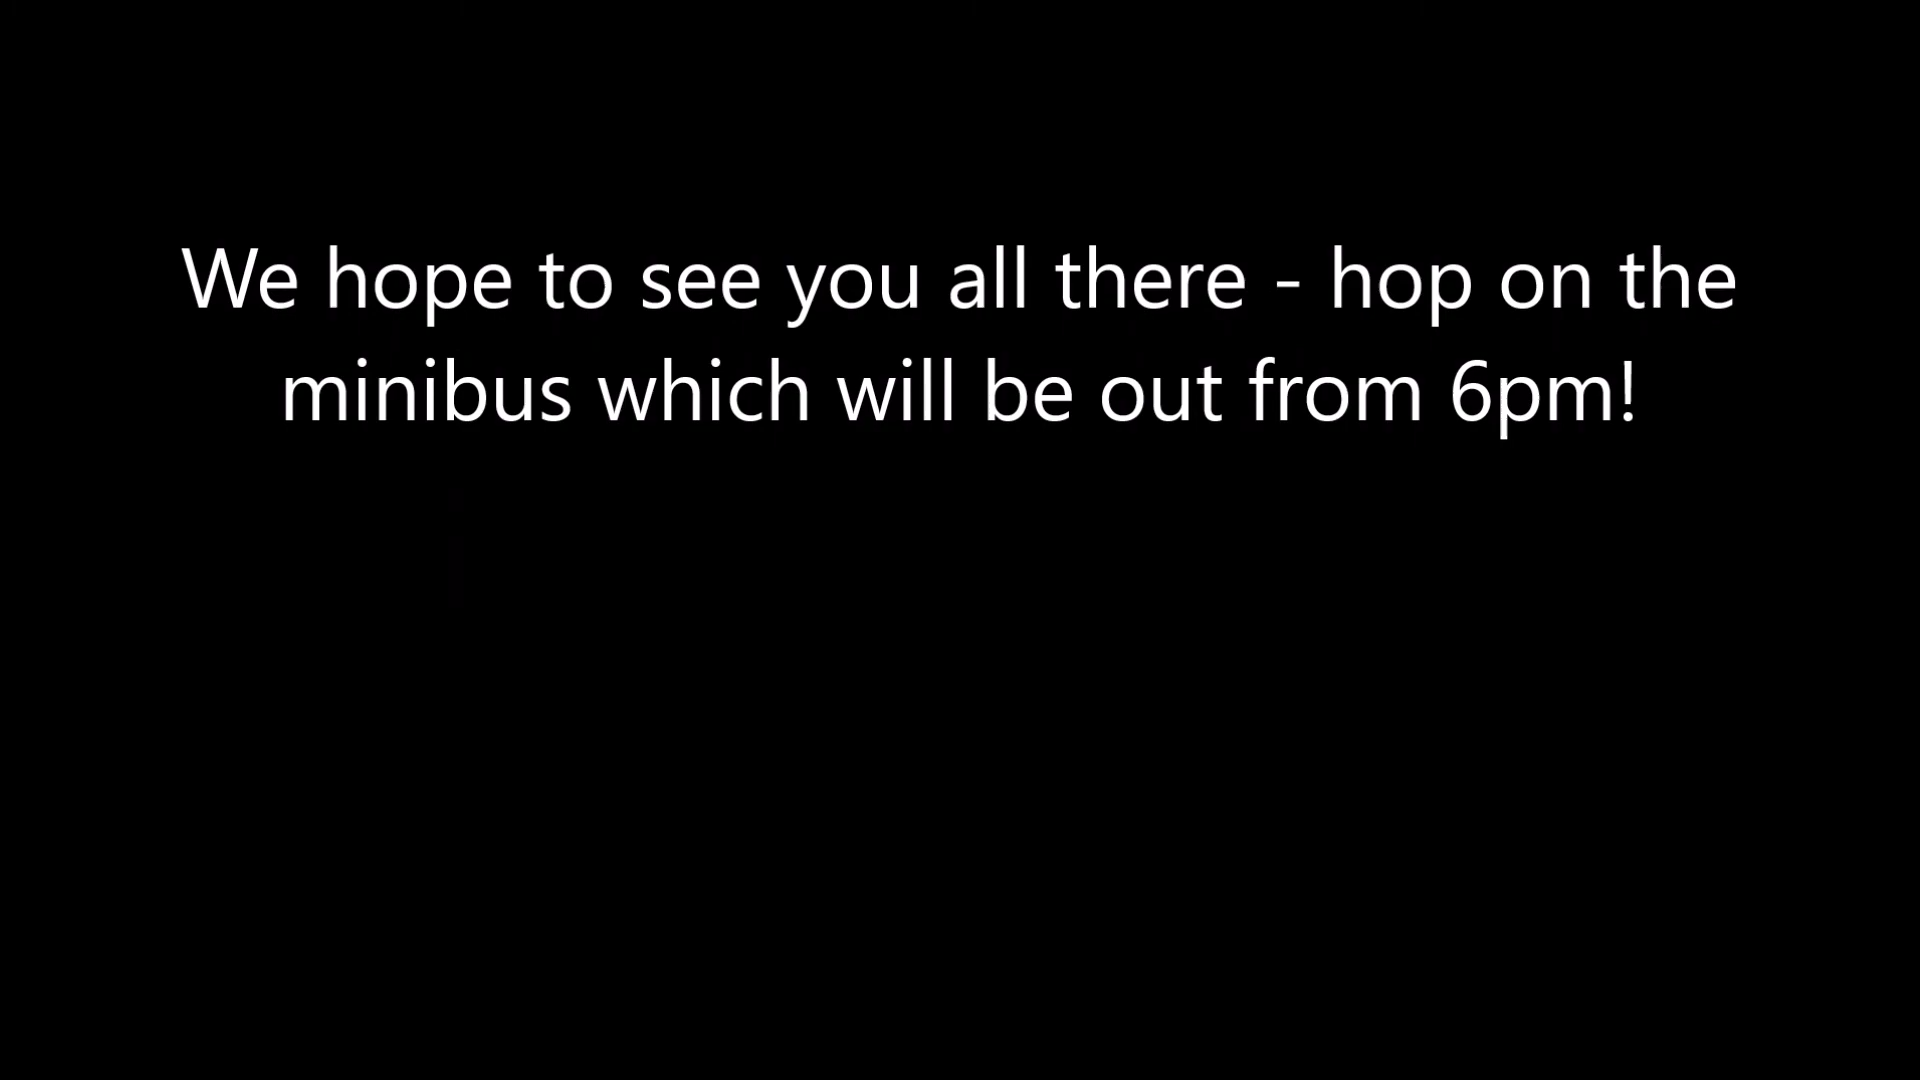 We hope to see you all there - hop on the
minibus which will be out from 6pm!